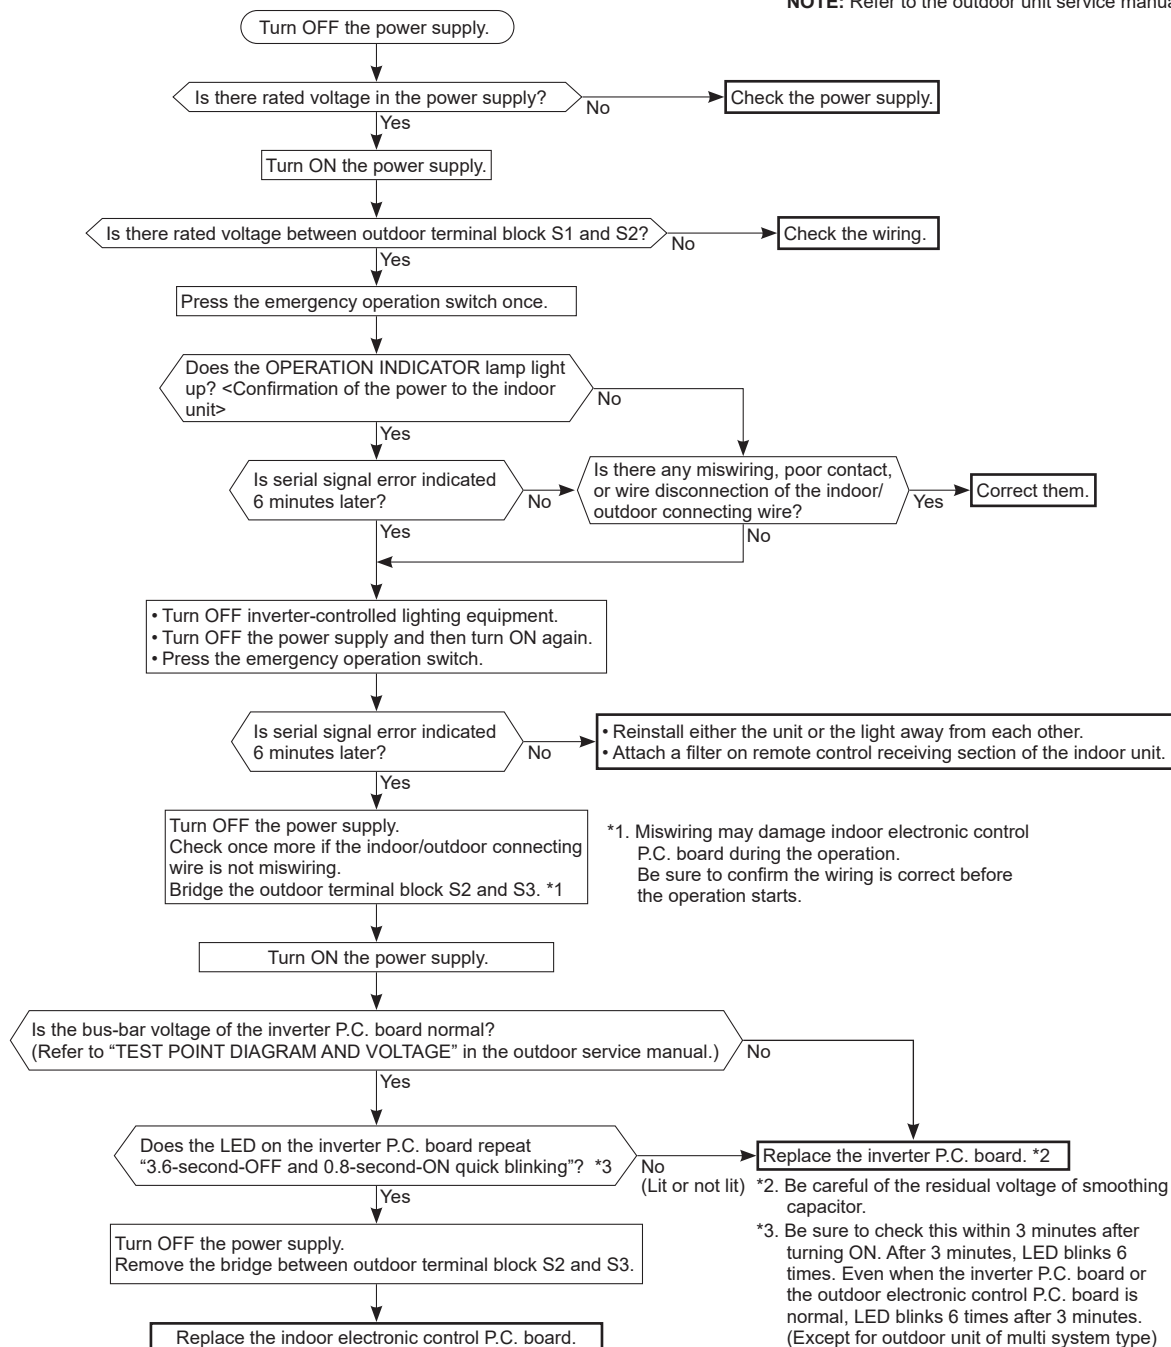 NOTE: Refer to the outdoor unit service manual
Turn OFF the power supply.
Is there rated voltage in the power supply?
No
Check the power supply.
Yes
Turn ON the power supply.
Is there rated voltage between outdoor terminal block S1 and S2?
No
Check the wiring.
Yes
Press the emergency operation switch once.
Does the OPERATION INDICATOR lamp light
up? <Confirmation of the power to the indoor
unit>
No
Yes
Is serial signal error indicated
6 minutes later?
No
Is there any miswiring, poor contact,
or wire disconnection of the indoor/
outdoor connecting wire?
Yes
Correct them.
Yes
No
• Turn OFF inverter-controlled lighting equipment.
• Turn OFF the power supply and then turn ON again.
• Press the emergency operation switch.
Is serial signal error indicated
6 minutes later?
No
• Reinstall either the unit or the light away from each other.
• Attach a filter on remote control receiving section of the indoor unit.
Yes
Turn OFF the power supply.
Check once more if the indoor/outdoor connecting
wire is not miswiring.
Bridge the outdoor terminal block S2 and S3. *1
*1. Miswiring may damage indoor electronic control
P.C. board during the operation.
Be sure to confirm the wiring is correct before
the operation starts.
Turn ON the power supply.
Is the bus-bar voltage of the inverter P.C. board normal?
(Refer to “TEST POINT DIAGRAM AND VOLTAGE” in the outdoor service manual.)
No
Yes
Does the LED on the inverter P.C. board repeat
“3.6-second-OFF and 0.8-second-ON quick blinking”? *3
No
(Lit or not lit)
Replace the inverter P.C. board. *2
*2. Be careful of the residual voltage of smoothing
capacitor.
*3. Be sure to check this within 3 minutes after
turning ON. After 3 minutes, LED blinks 6
times. Even when the inverter P.C. board or
the outdoor electronic control P.C. board is
normal, LED blinks 6 times after 3 minutes.
(Except for outdoor unit of multi system type)
Yes
Turn OFF the power supply.
Remove the bridge between outdoor terminal block S2 and S3.
Replace the indoor electronic control P.C. board.